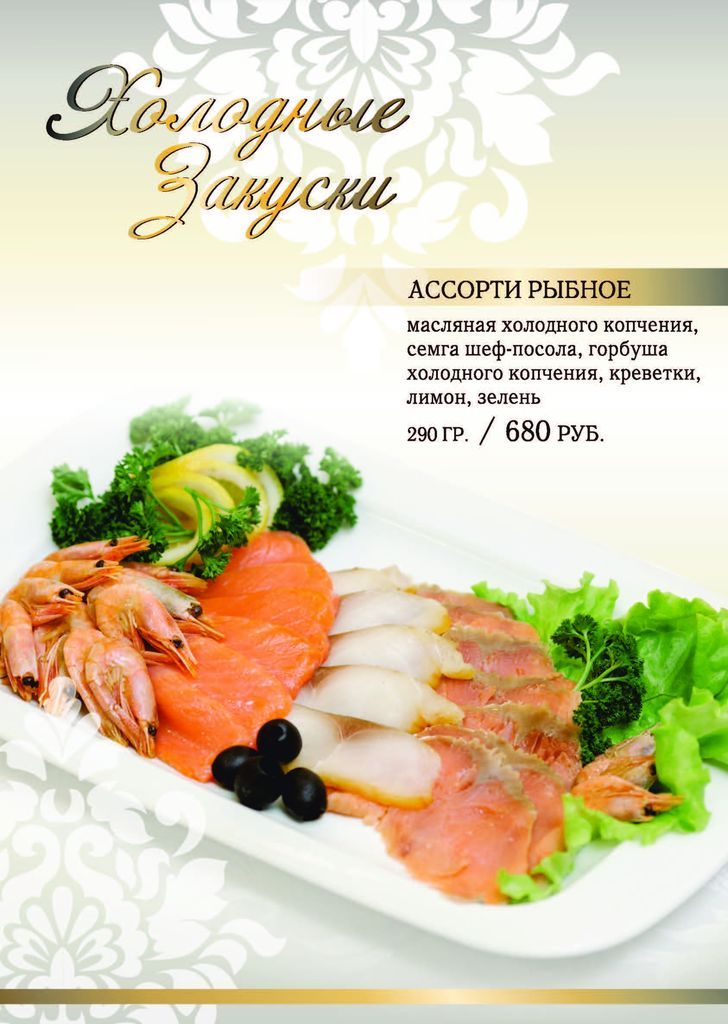 Холодные
Закуски
АССОРТИ РЫБНОЕ
масляная холодного копчения,
семга шеф-посола, горбуша
холодного копчения, креветки,
лимон, зелень
290 ГР. / 680 РУБ.